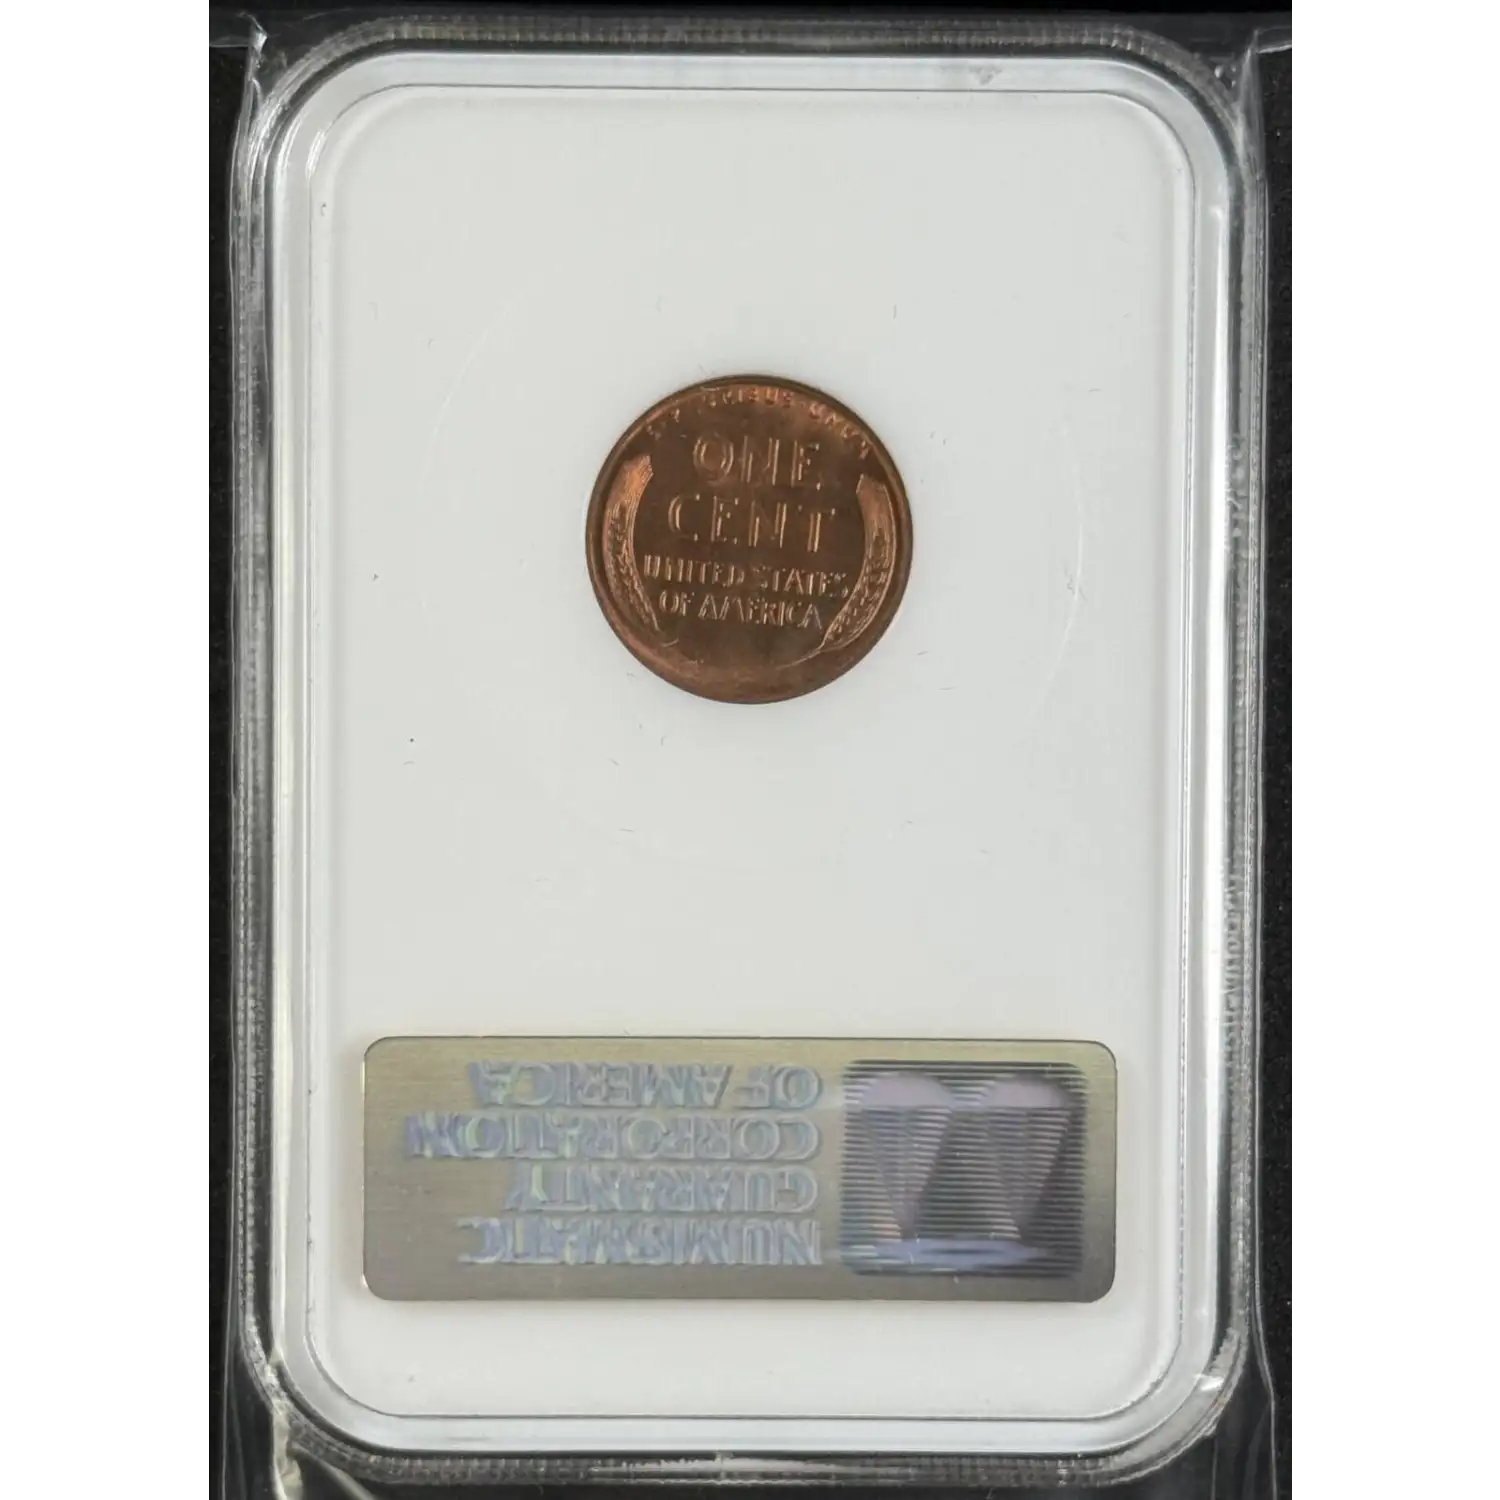 E·PLURIBUS·UNUM
ONE
CENT
UNITED STATES
OF AMERICA
NUMISMATIC
GUARANTY
CORPORATION
OF AMERICA